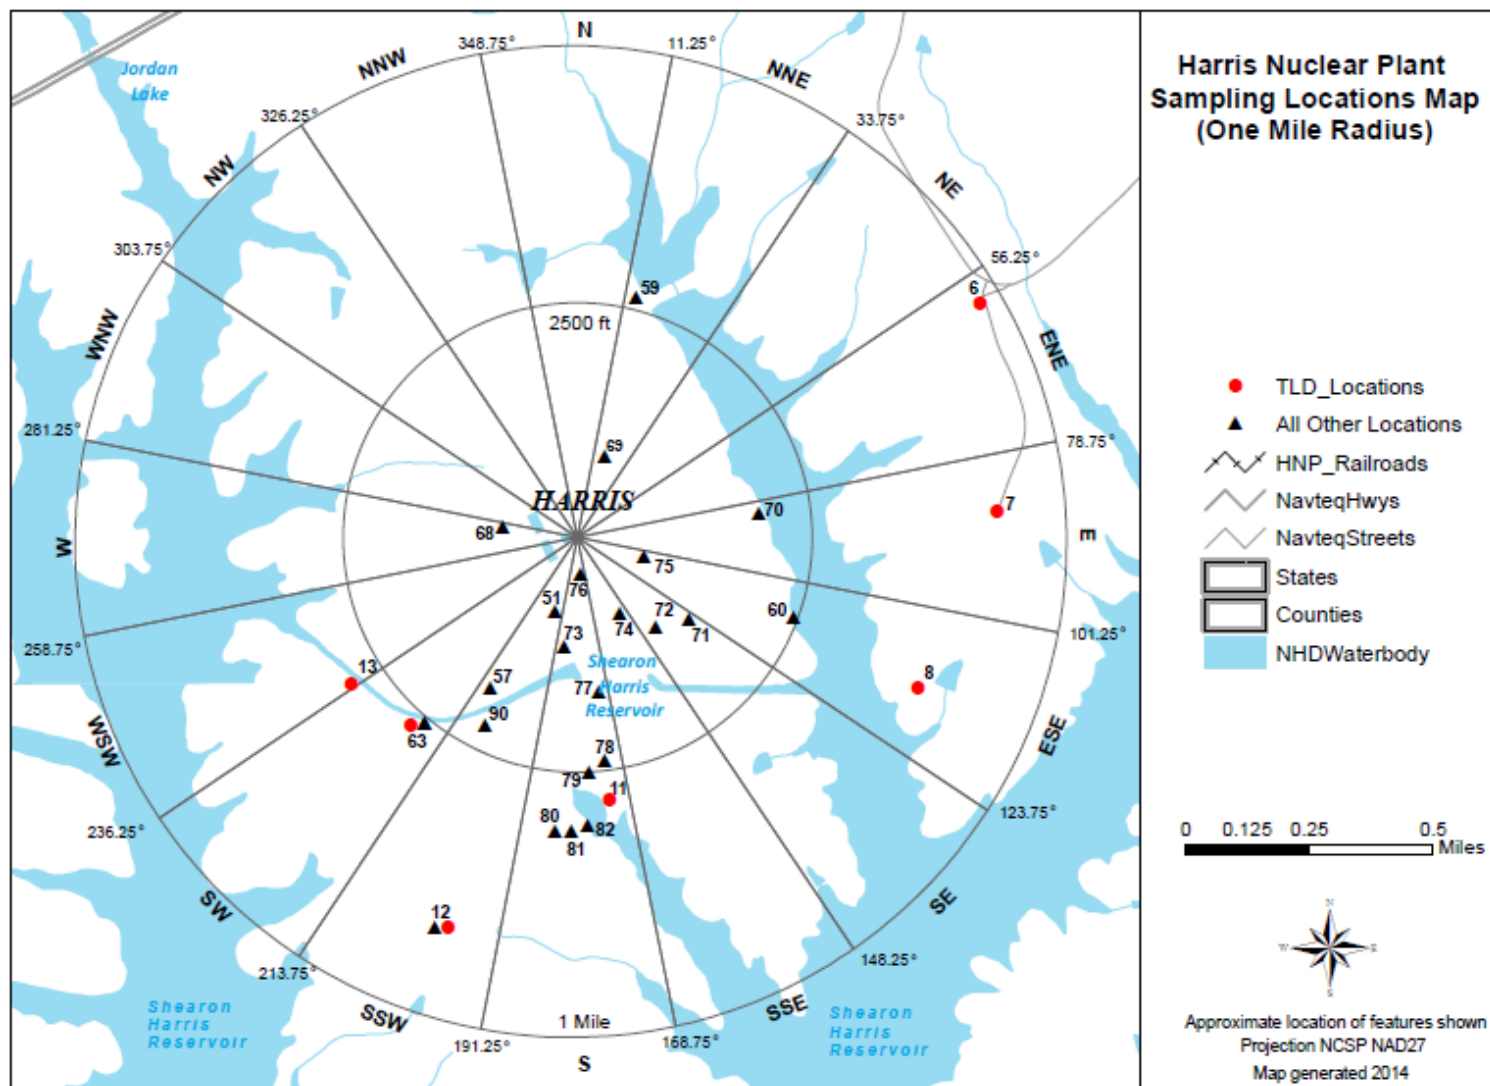 Harris Nuclear Plant
Sampling Locations Map
(One Mile Radius)
N
348.75°
11.25°
NNW
NNE
Jordan
Lake
326.25°
33.75°
NW
NE
303.75°
56.25°
6
59
2500 ft
WNW
ENE
281.25°
78.75°
69
HARRIS
70
7
68
W
E
75
76
51
60
72
74
71
73
258.75°
101.25°
13
Shearon
Harris
Reservoir
57
77
8
90
63
WSW
ESE
78
79
11
80
82
81
236.25°
123.75°
SW
SE
12
213.75°
148.25°
SSW
SSE
Shearon
Harris
Reservoir
Shearon
Harris
Reservoir
1 Mile
191.25°
168.75°
S
TLD_Locations
All Other Locations
HNP_Railroads
NavteqHwys
NavteqStreets
States
Counties
NHDWaterbody
0 0.125 0.25 0.5
Miles
N
W E
S
Approximate location of features shown
Projection NCSP NAD27
Map generated 2014